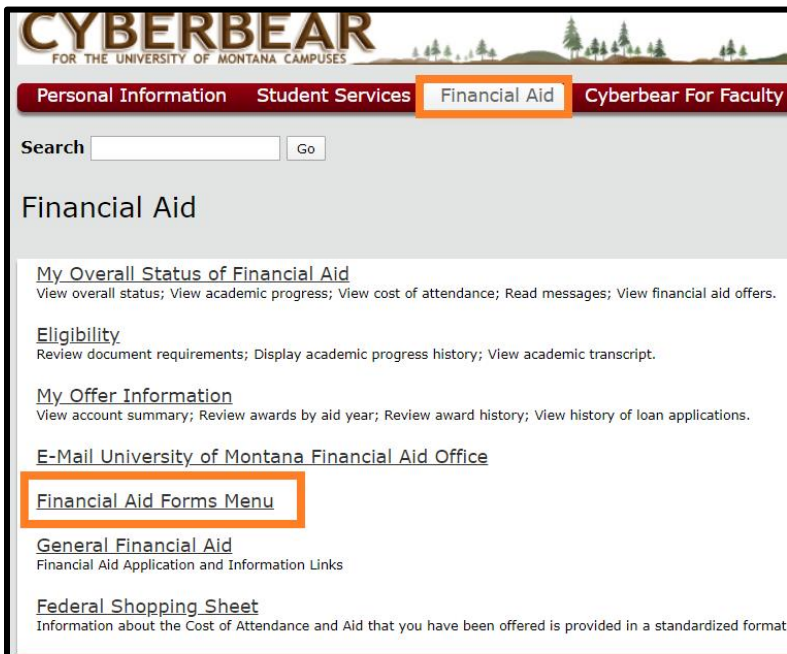 CYBERBEAR
FOR THE UNIVERSITY OF MONTANA CAMPUSES
Personal Information Student Services Financial Aid Cyberbear For Faculty
Search Go
Financial Aid
My Overall Status of Financial Aid
View overall status; View academic progress; View cost of attendance; Read messages; View financial aid offers.
Eligibility
Review document requirements; Display academic progress history; View academic transcript.
My Offer Information
View account summary; Review awards by aid year; Review award history; View history of loan applications.
E-Mail University of Montana Financial Aid Office
Financial Aid Forms Menu
General Financial Aid
Financial Aid Application and Information Links
Federal Shopping Sheet
Information about the Cost of Attendance and Aid that you have been offered is provided in a standardized format